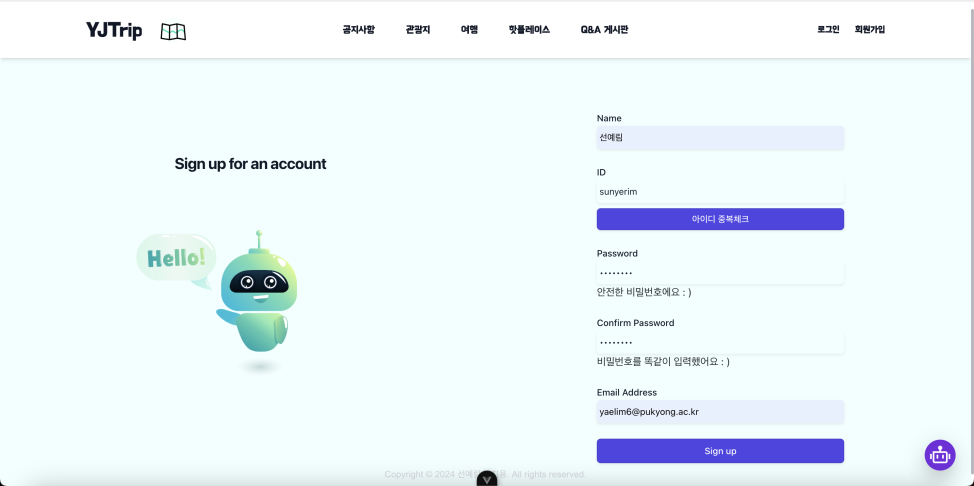 YJTrip
공지사항 관광지 여행 핫플레이스 Q&A 게시판
로그인 회원가입
Sign up for an account
Hello!
Name
선예림
ID
sunyerim
아이디 중복체크
Password
••••••••
안전한 비밀번호에요 : )
Confirm Password
••••••••
비밀번호를 똑같이 입력했어요 : )
Email Address
yaelim6@pukyong.ac.kr
Sign up
Copyright © 2024 All rights reserved.